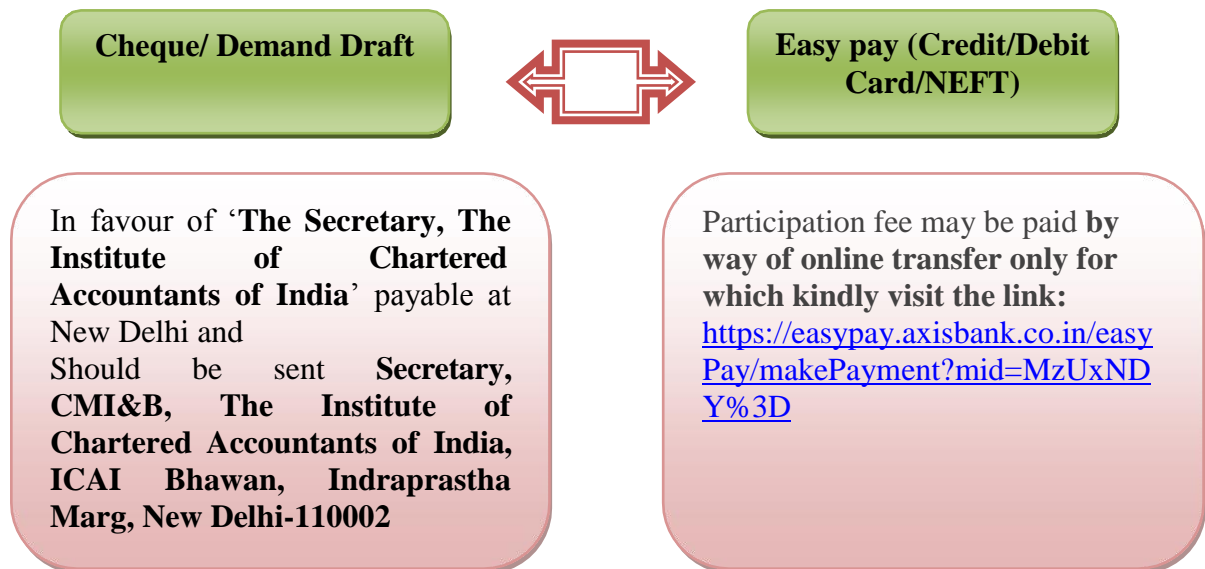 Cheque/ Demand Draft
Easy pay (Credit/Debit
Card/NEFT)
In favour of ‘The Secretary, The
Institute of Chartered
Accountants of India’ payable at
New Delhi and
Should be sent Secretary,
CMI&B, The Institute of
Chartered Accountants of India,
ICAI Bhawan, Indraprastha
Marg, New Delhi-110002
Participation fee may be paid by
way of online transfer only for
which kindly visit the link:
https://easypay.axisbank.co.in/easy
Pay/makePayment?mid=MzUxND
Y%3D